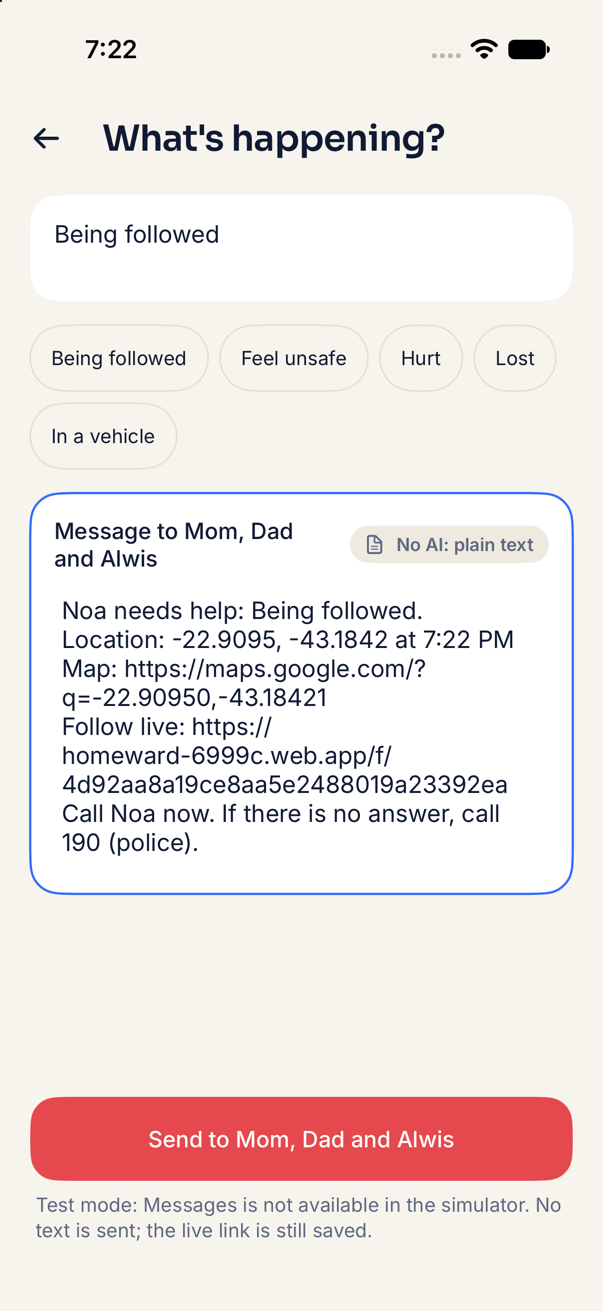 7:22
What's happening?
Being followed
Being followed
Feel unsafe
Hurt
Lost
In a vehicle
Message to Mom, Dad
and Alwis
No AI: plain text
Noa needs help: Being followed.
Location: -22.9095, -43.1842 at 7:22 PM
Map: https://maps.google.com/?
q=-22.90950,-43.18421
Follow live: https://
homeward-6999c.web.app/f/
4d92aa8a19ce8aa5e2488019a23392ea
Call Noa now. If there is no answer, call
190 (police).
Send to Mom, Dad and Alwis
Test mode: Messages is not available in the simulator. No
text is sent; the live link is still saved.